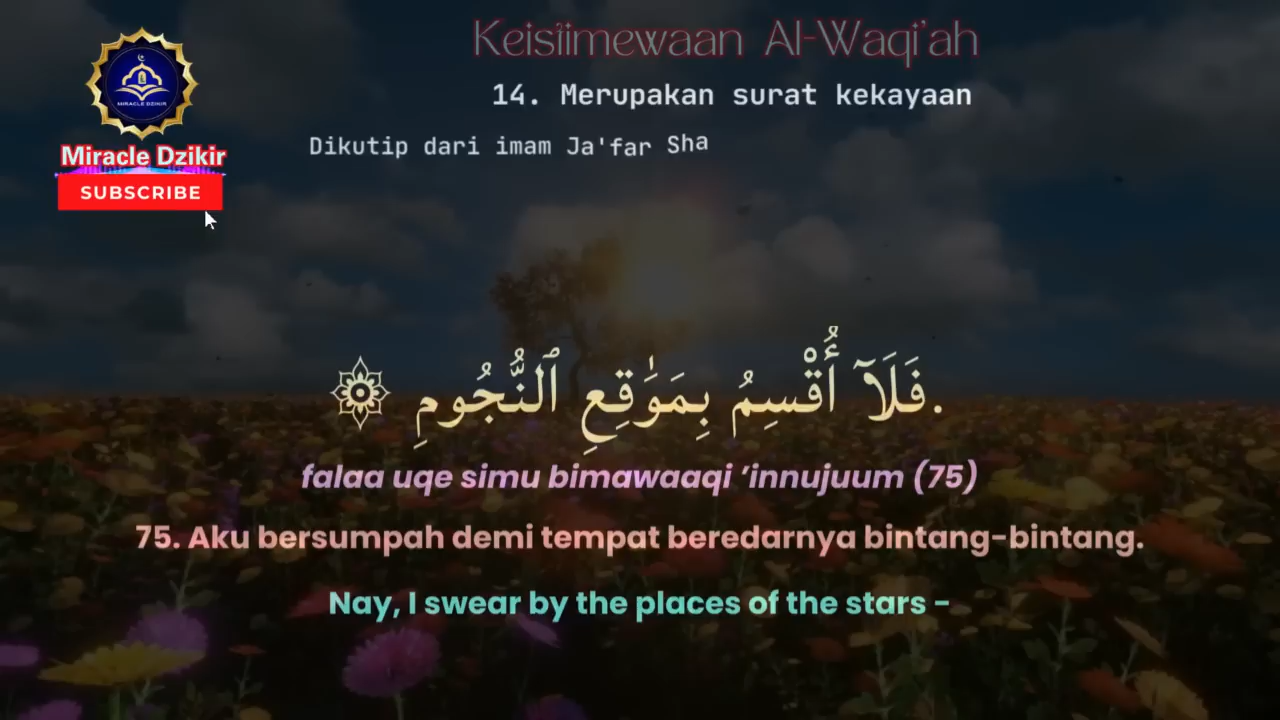 Keistimewaan Al-Waqi'ah
14. Merupakan surat kekayaan
Dikutip dari imam Ja'far Sha
MIRACLE DZIKIR
Miracle Dzikir
SUBSCRIBE
فَلَآ أُقْسِمُ بِمَوَٰقِعِ ٱلنُّجُومِ ۞.
falaa uqe simu bimawaaqi ‘innujuum (75)
75. Aku bersumpah demi tempat beredarnya bintang-bintang.
Nay, I swear by the places of the stars -